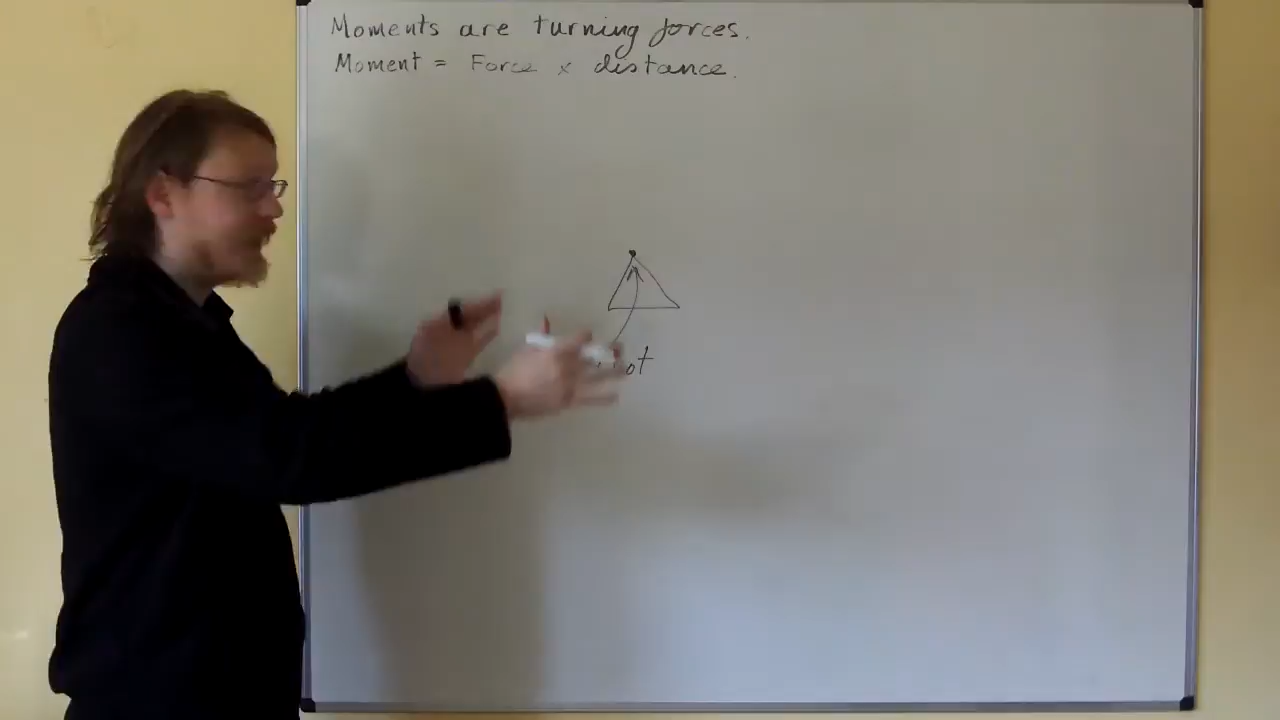 Moments are turning forces.
Moment = Force x distance.